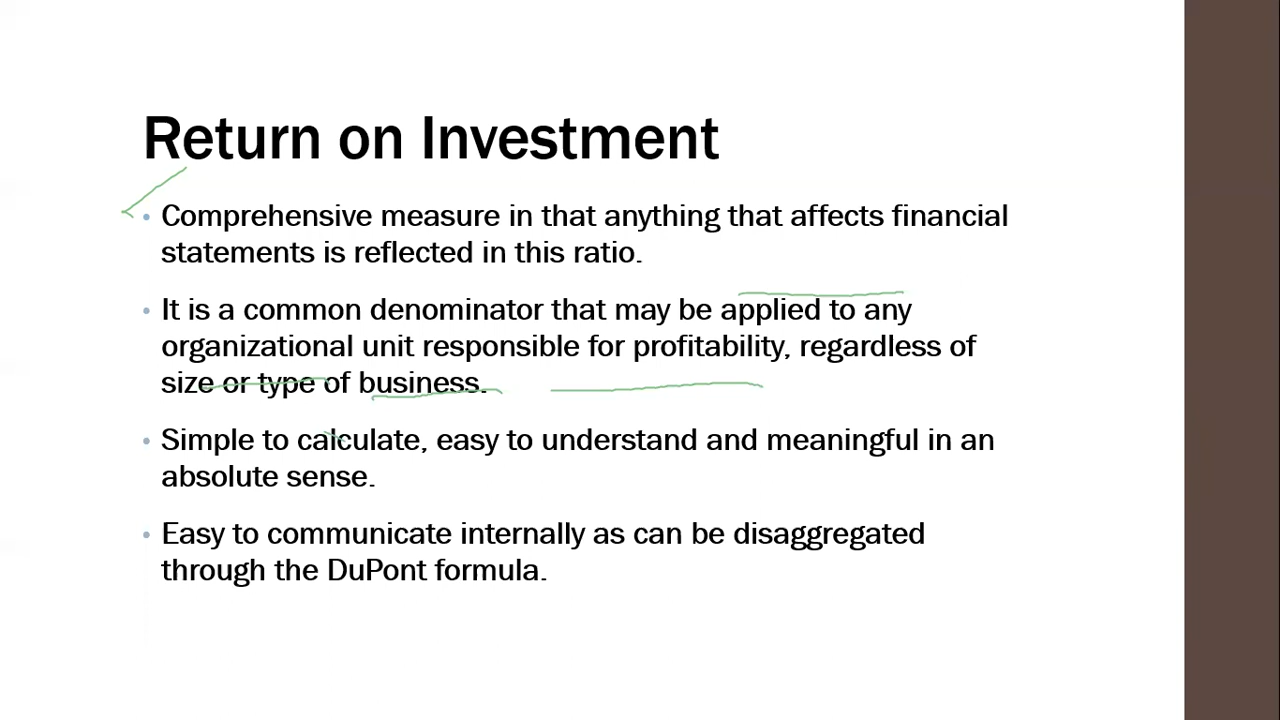 Return on Investment
• Comprehensive measure in that anything that affects financial
statements is reflected in this ratio.
• It is a common denominator that may be applied to any
organizational unit responsible for profitability, regardless of
size or type of business.
• Simple to calculate, easy to understand and meaningful in an
absolute sense.
• Easy to communicate internally as can be disaggregated
through the DuPont formula.